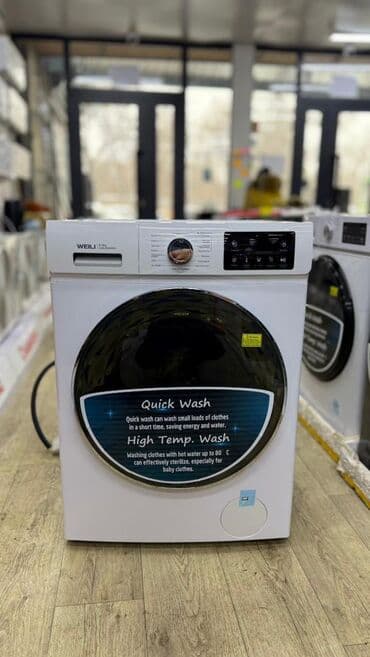 WEILI
Quick Wash
Quick wash can wash small loads of clothes
in a short time, saving energy and water.
High Temp. Wash
Washing clothes with hot water up to 80 C
can effectively sterilize, especially for
baby clothes.